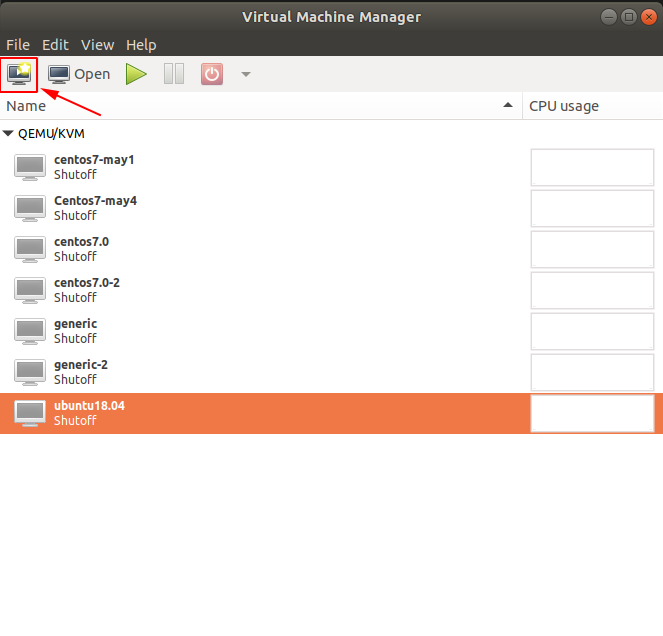 Virtual Machine Manager
File Edit View Help
Open
Name CPU usage
QEMU/KVM
centos7-may1
Shutoff
Centos7-may4
Shutoff
centos7.0
Shutoff
centos7.0-2
Shutoff
generic
Shutoff
generic-2
Shutoff
ubuntu18.04
Shutoff